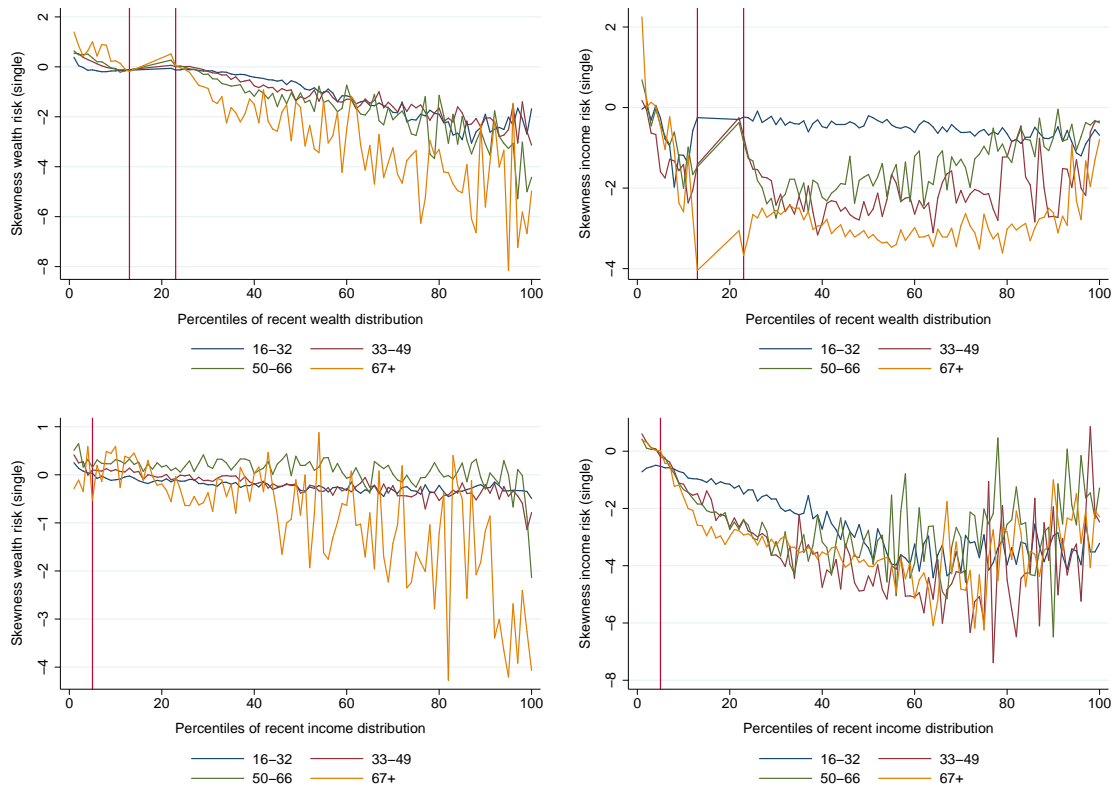 Skewness wealth risk (single)
2
0
−2
−4
−6
−8
0 20 40 60 80 100
Percentiles of recent wealth distribution
16−32 33−49
50−66 67+
Skewness income risk (single)
2
0
−2
−4
0 20 40 60 80 100
Percentiles of recent wealth distribution
16−32 33−49
50−66 67+
Skewness wealth risk (single)
1
0
−1
−2
−3
−4
0 20 40 60 80 100
Percentiles of recent income distribution
16−32 33−49
50−66 67+
Skewness income risk (single)
0
−2
−4
−6
−8
0 20 40 60 80 100
Percentiles of recent income distribution
16−32 33−49
50−66 67+